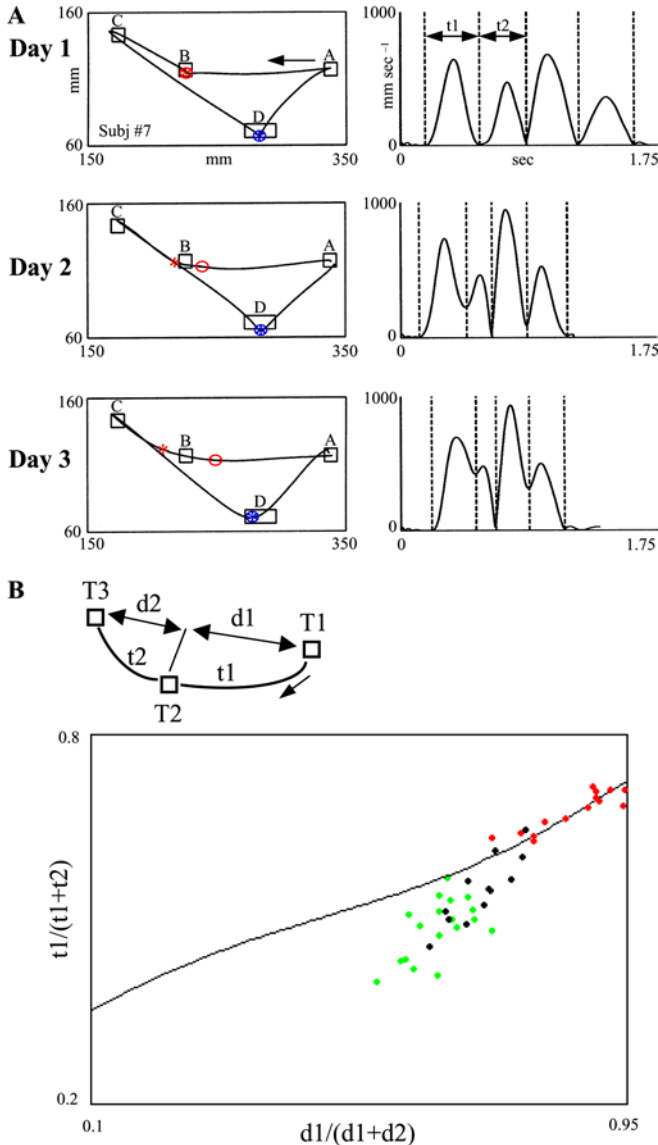 A
Day 1
160
mm
60
150
mm
350
C
B
A
D
Subj #7
1000
mm sec⁻¹
0
t1
t2
0
sec
1.75
Day 2
160
60
150
350
C
B
A
D
1000
0
0
1.75
Day 3
160
60
150
350
C
B
A
D
1000
0
0
1.75
B
T3
d2
d1
T1
t2
t1
T2
0.8
t1/(t1+t2)
0.2
0.1
d1/(d1+d2)
0.95